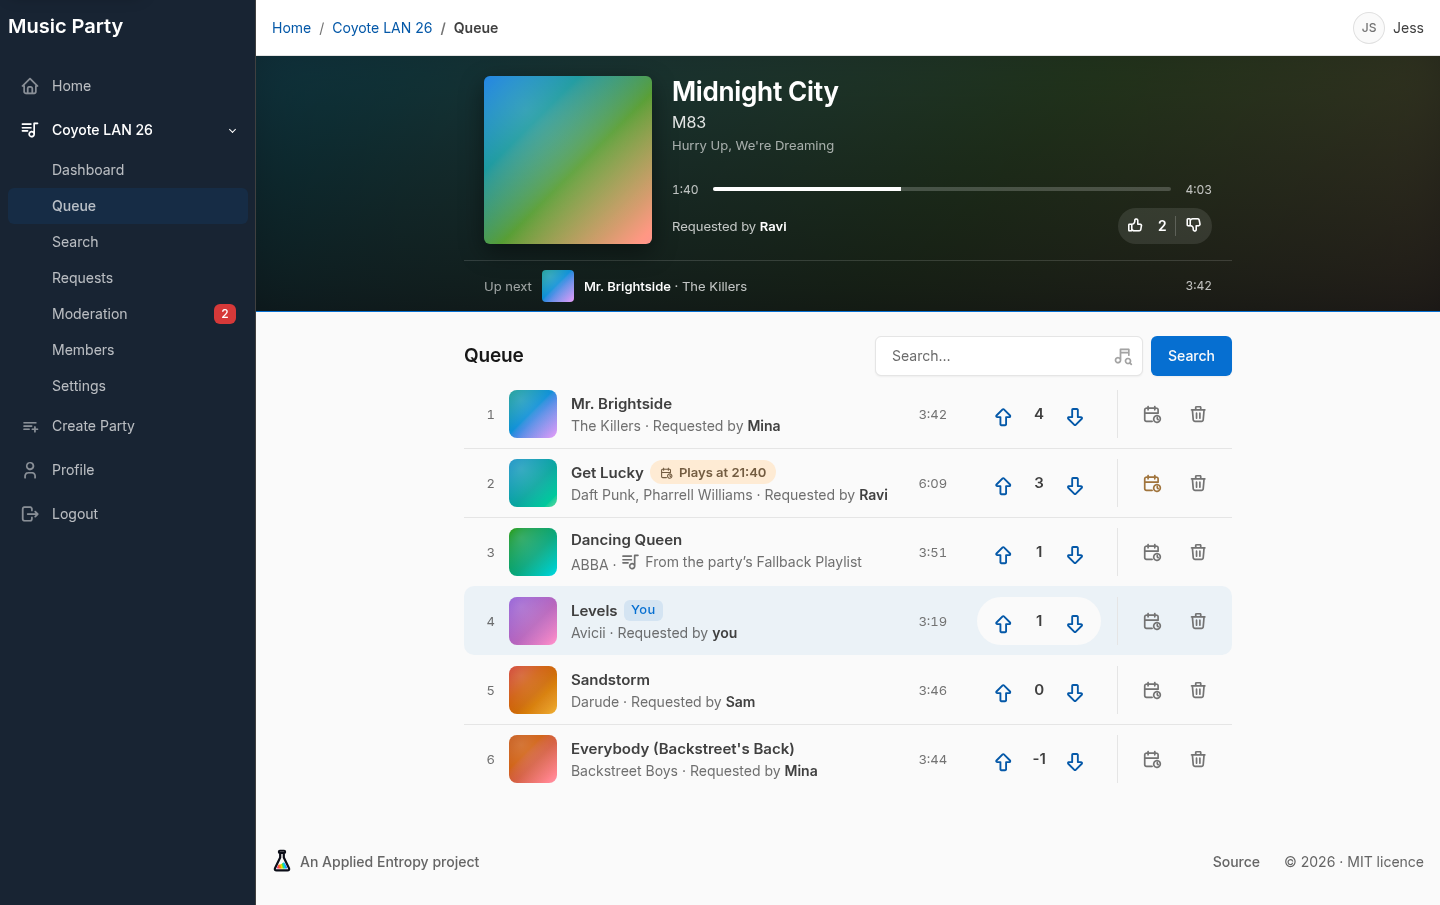 Music Party
Home
Coyote LAN 26
Dashboard
Queue
Search
Requests
Moderation 2
Members
Settings
Create Party
Profile
Logout
Home / Coyote LAN 26 / Queue
JS Jess
Midnight City
M83
Hurry Up, We're Dreaming
1:40 4:03
Requested by Ravi 2
Up next Mr. Brightside · The Killers 3:42
Queue
Search...
Search
1 Mr. Brightside 3:42 4
The Killers · Requested by Mina
2 Get Lucky Plays at 21:40 6:09 3
Daft Punk, Pharrell Williams · Requested by Ravi
3 Dancing Queen 3:51 1
ABBA · From the party’s Fallback Playlist
4 Levels You 3:19 1
Avicii · Requested by you
5 Sandstorm 3:46 0
Darude · Requested by Sam
6 Everybody (Backstreet's Back) 3:44 -1
Backstreet Boys · Requested by Mina
An Applied Entropy project
Source © 2026 · MIT licence